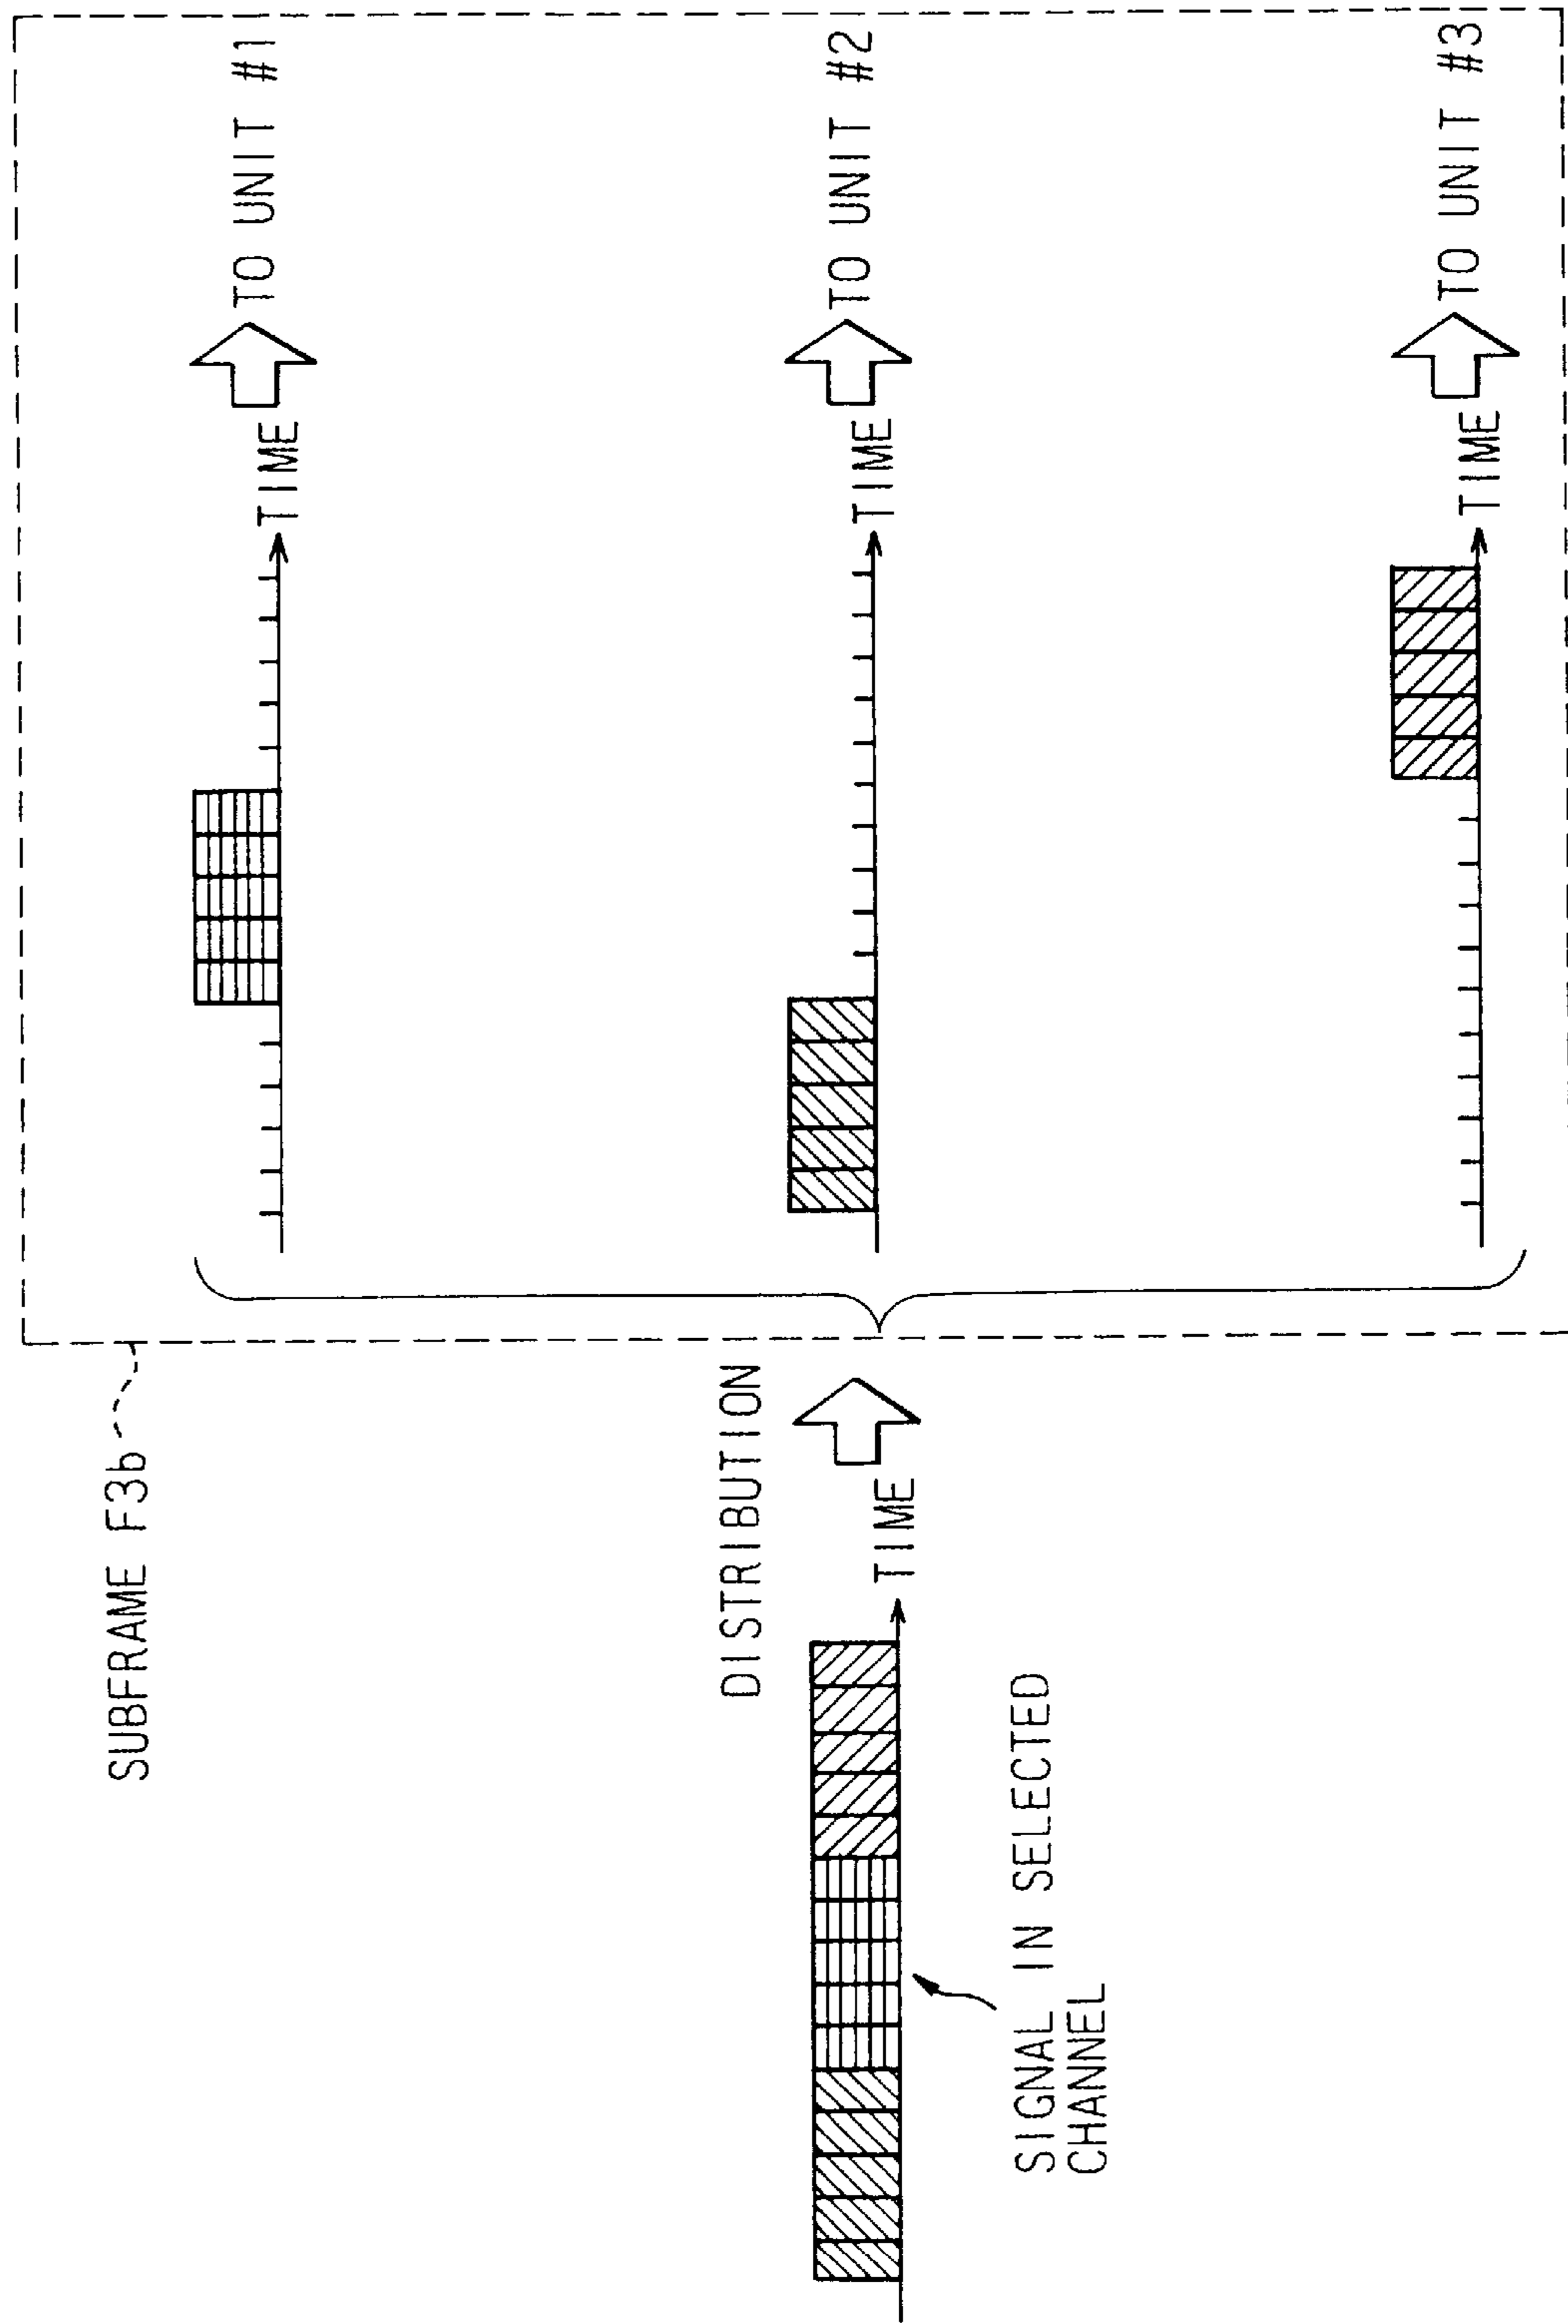 SUBFRAME F3b
DISTRIBUTION
TIME
SIGNAL IN SELECTED
CHANNEL
TIME
TO UNIT #1
TIME
TO UNIT #2
TIME
TO UNIT #3